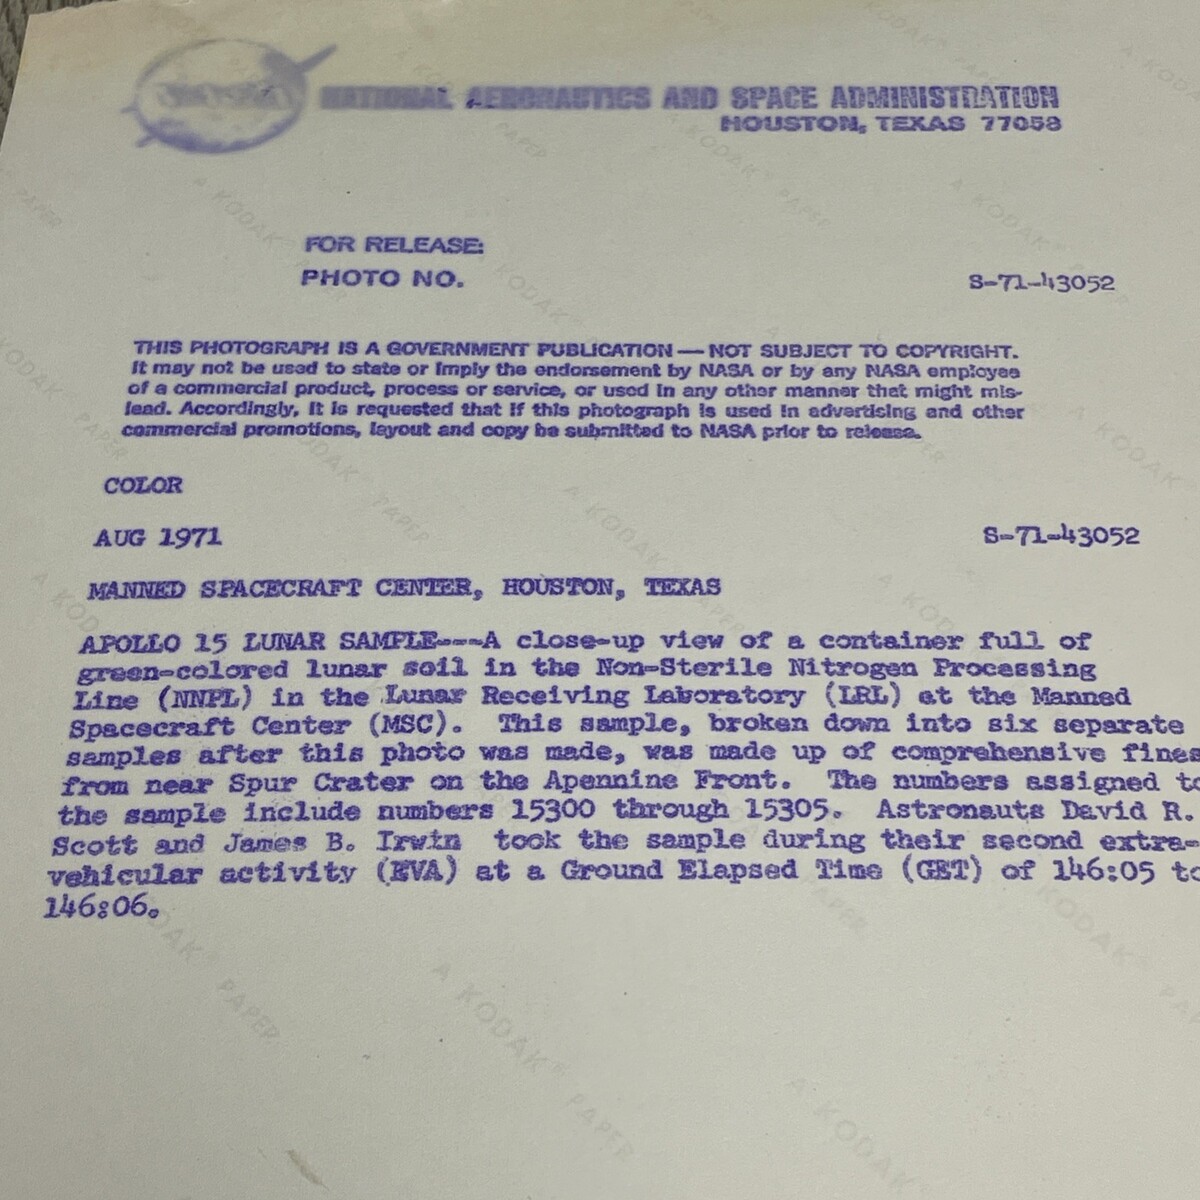 NASA
NATIONAL AERONAUTICS AND SPACE ADMINISTRATION
HOUSTON, TEXAS 77058
FOR RELEASE:
PHOTO NO.
S-71-43052
THIS PHOTOGRAPH IS A GOVERNMENT PUBLICATION — NOT SUBJECT TO COPYRIGHT.
It may not be used to state or imply the endorsement by NASA or by any NASA employee
of a commercial product, process or service, or used in any other manner that might mis-
lead. Accordingly, it is requested that if this photograph is used in advertising and other
commercial promotions, layout and copy be submitted to NASA prior to release.
COLOR
AUG 1971
S-71-43052
MANNED SPACECRAFT CENTER, HOUSTON, TEXAS
APOLLO 15 LUNAR SAMPLE---A close-up view of a container full of
green-colored lunar soil in the Non-Sterile Nitrogen Processing
Line (NNPL) in the Lunar Receiving Laboratory (LRL) at the Manned
Spacecraft Center (MSC). This sample, broken down into six separate
samples after this photo was made, was made up of comprehensive fines
from near Spur Crater on the Apennine Front. The numbers assigned to
the sample include numbers 15300 through 15305. Astronauts David R.
Scott and James B. Irwin took the sample during their second extra-
vehicular activity (EVA) at a Ground Elapsed Time (GET) of 146:05 to
146:06.
A KODAK® PAPER